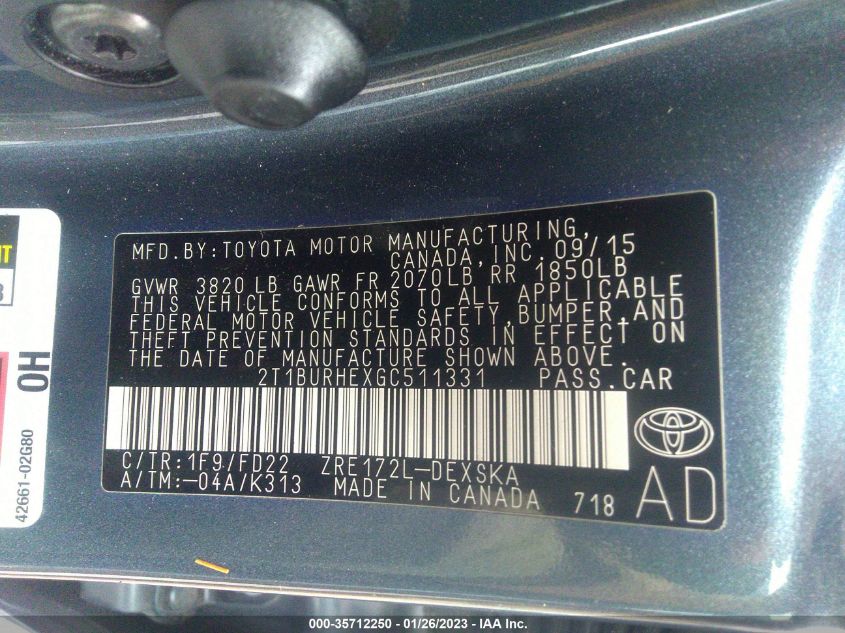 MFD.BY:TOYOTA MOTOR MANUFACTURING,
CANADA,INC.09/15
GVWR 3820 LB GAWR FR 2070LB RR 1850LB
THIS VEHICLE CONFORMS TO ALL APPLICABLE
FEDERAL MOTOR VEHICLE SAFETY,BUMPER,AND
THEFT PREVENTION STANDARDS IN EFFECT ON
THE DATE OF MANUFACTURE SHOWN ABOVE.
2T1BURHEXGC511331 PASS.CAR
C/TR:1F9/FD22 ZRE172L-DEXSKA
A/TM:-04A/K313 MADE IN CANADA 718 AD
OH
42661-02G80
000-35712250 | 01/26/2023 - IAA Inc.